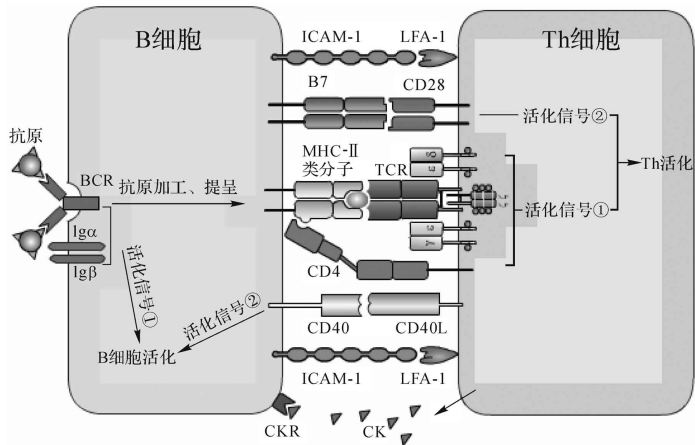 B细胞
ICAM-1
LFA-1
Th细胞
B7
CD28
活化信号②
抗原
MHC-Ⅱ
类分子
TCR
δ
ε
Th活化
BCR
抗原加工、提呈
活化信号①
Igα
Igβ
ε
γ
CD4
活化信号①
活化信号②
CD40
CD40L
B细胞活化
ICAM-1
LFA-1
CKR
CK